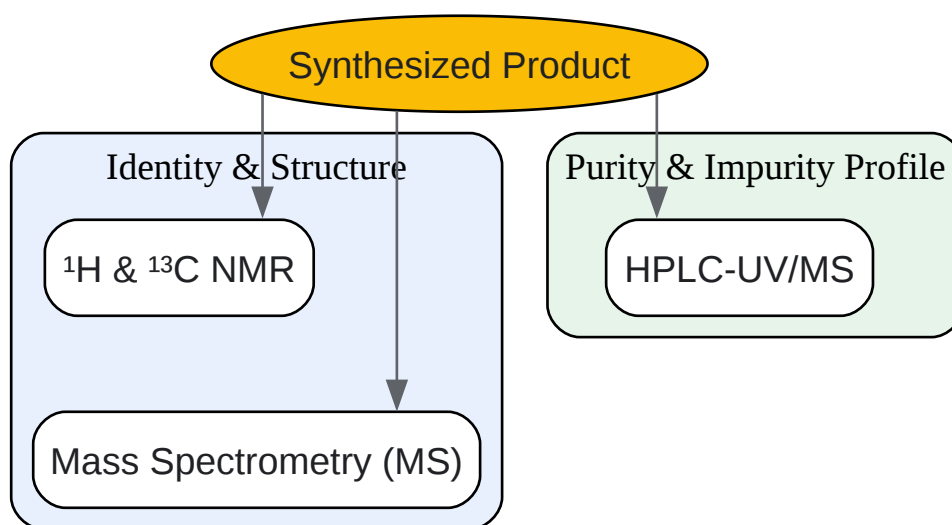 Synthesized Product
Identity & Structure
Purity & Impurity Profile
¹H & ¹³C NMR
HPLC-UV/MS
Mass Spectrometry (MS)